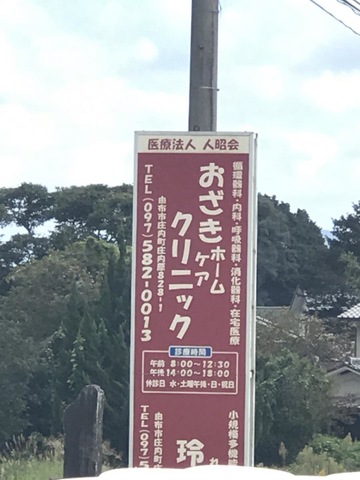 医療法人 人昭会
循環器科・内科・呼吸器科・消化器科・在宅医療
おざきホームケアクリニック
由布市庄内町庄内原828-1
TEL(097)582-0013
診療時間
午前 8:00〜12:30
午後 14:00〜18:00
休診日 水・土曜午後・日・祝日
小規模多機能
玲
由布市庄内町庄
TEL(097)5